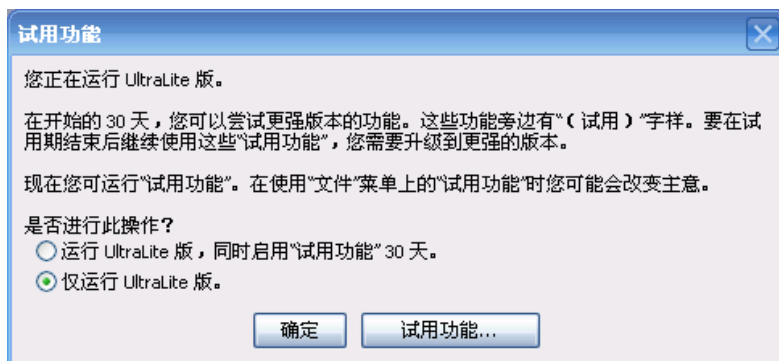 试用功能
您正在运行 UltraLite 版。
在开始的 30 天，您可以尝试更强版本的功能。这些功能旁边有“（试用）”字样。要在试
用期结束后继续使用这些“试用功能”，您需要升级到更强的版本。
现在您可运行“试用功能”。在使用“文件”菜单上的“试用功能”时您可能会改变主意。
是否进行此操作？
运行 UltraLite 版，同时启用“试用功能” 30 天。
仅运行 UltraLite 版。
确定 试用功能...